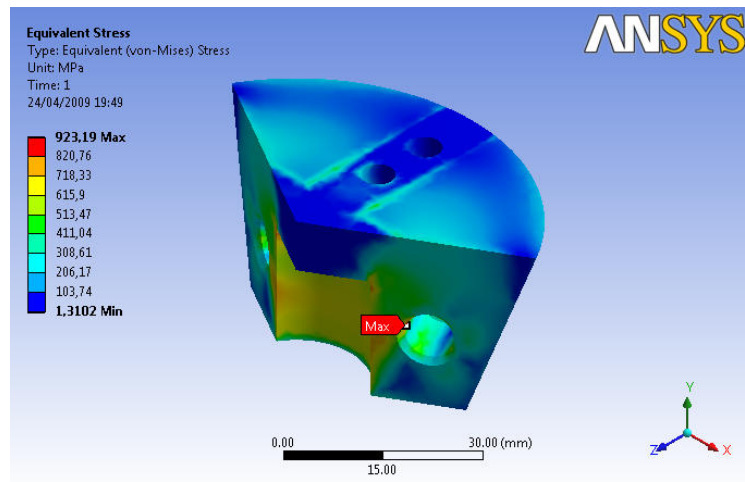 Equivalent Stress
Type: Equivalent (von-Mises) Stress
Unit: MPa
Time: 1
24/04/2009 19:49
ANSYS
923,19 Max
820,76
718,33
615,9
513,47
411,04
308,61
206,17
103,74
1,3102 Min
Max
0.00 30.00 (mm)
15.00
Y
Z X